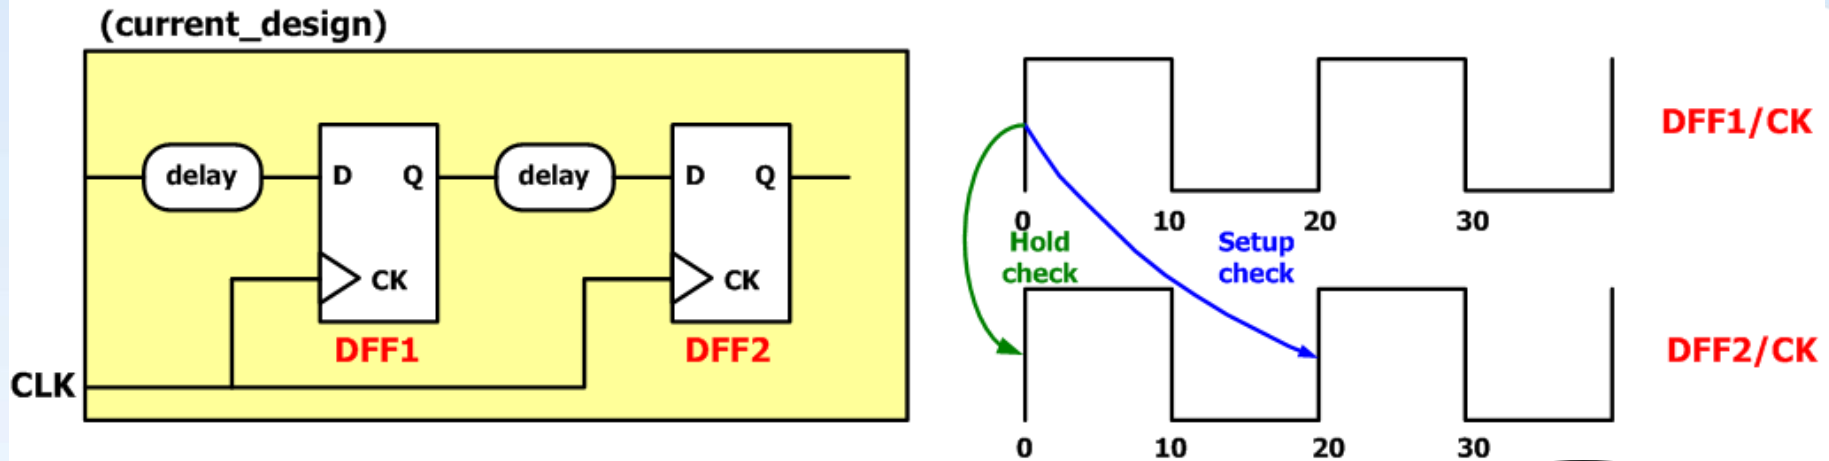 (current_design)
delay
D
Q
CK
DFF1
delay
D
Q
CK
DFF2
CLK
DFF1/CK
0
10
20
30
Hold
check
Setup
check
DFF2/CK
0
10
20
30